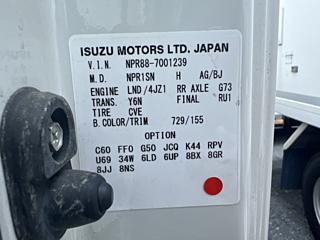 ISUZU MOTORS LTD. JAPAN
V.I.N. NPR88-7001239
M.D. NPR1SN H AG/BJ
ENGINE LND/4JZ1 RR AXLE G73
TRANS. Y6N FINAL RU1
TIRE CVE
B.COLOR/TRIM 729/155
OPTION
C60 FF0 G50 JCQ K44 RPV
U69 34W 6LD 6UP 8BX 8GR
8JJ 8NS